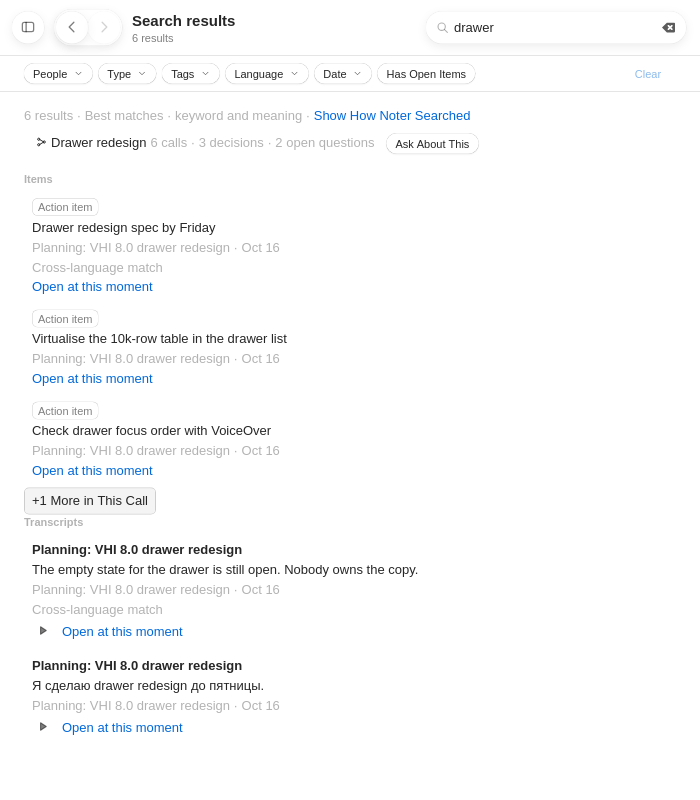 Search results
6 results
drawer
People
Type
Tags
Language
Date
Has Open Items
Clear
6 results · Best matches · keyword and meaning · Show How Noter Searched
Drawer redesign 6 calls · 3 decisions · 2 open questions
Ask About This
Items
Action item
Drawer redesign spec by Friday
Planning: VHI 8.0 drawer redesign · Oct 16
Cross-language match
Open at this moment
Action item
Virtualise the 10k-row table in the drawer list
Planning: VHI 8.0 drawer redesign · Oct 16
Open at this moment
Action item
Check drawer focus order with VoiceOver
Planning: VHI 8.0 drawer redesign · Oct 16
Open at this moment
+1 More in This Call
Transcripts
Planning: VHI 8.0 drawer redesign
The empty state for the drawer is still open. Nobody owns the copy.
Planning: VHI 8.0 drawer redesign · Oct 16
Cross-language match
Open at this moment
Planning: VHI 8.0 drawer redesign
Я сделаю drawer redesign до пятницы.
Planning: VHI 8.0 drawer redesign · Oct 16
Open at this moment